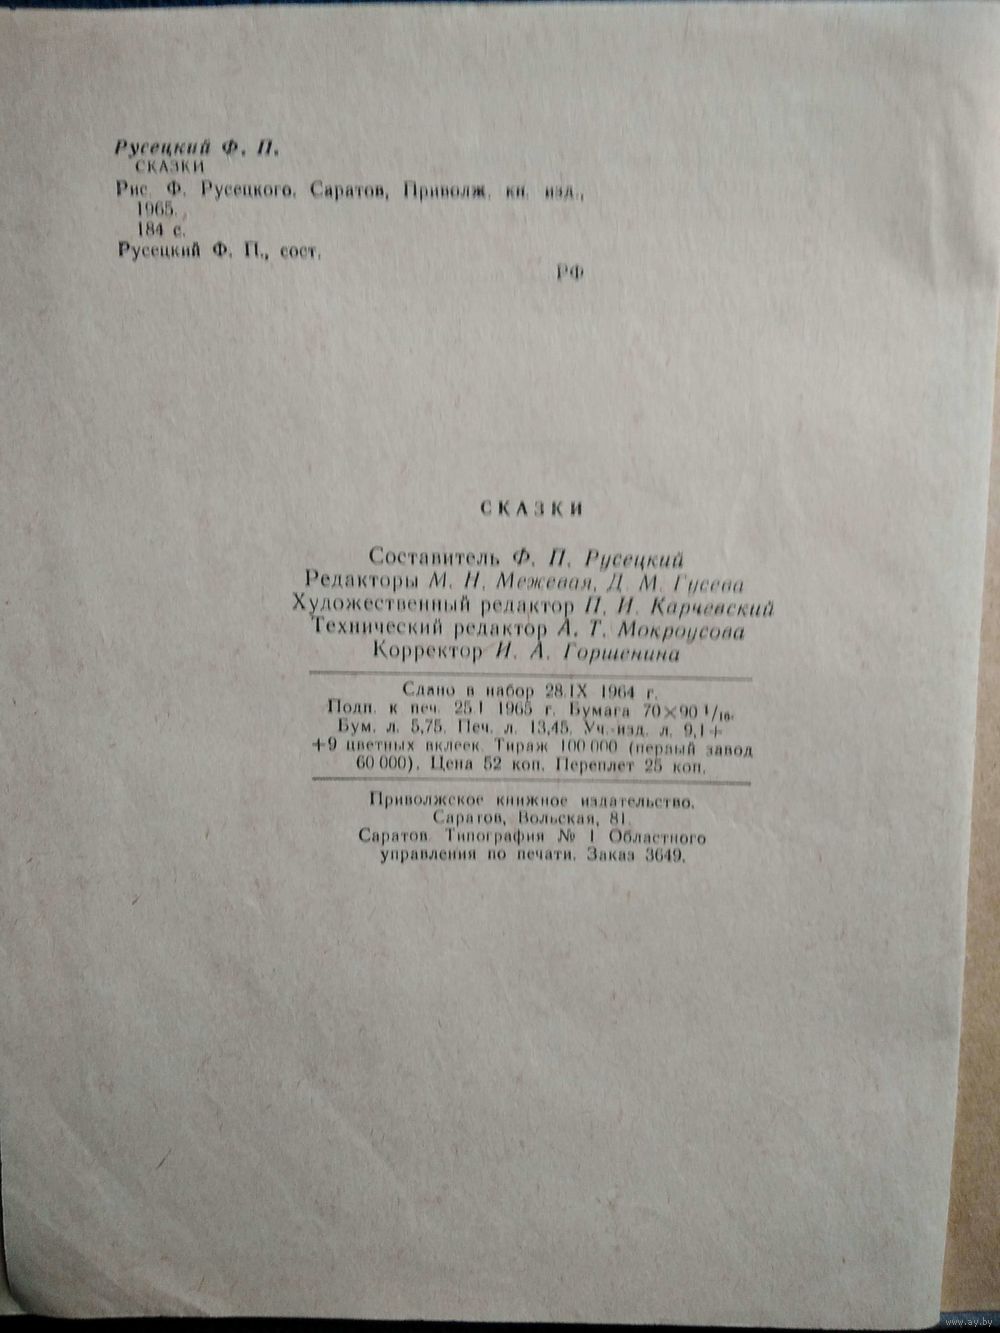 Русецкий Ф. П.
СКАЗКИ
Рис. Ф. Русецкого. Саратов, Приволж. кн. изд.,
1965.
184 с.
Русецкий Ф. П., сост.
РФ
СКАЗКИ
Составитель Ф. П. Русецкий
Редакторы М. Н. Межевая, Д. М. Гусева
Художественный редактор П. И. Карчевский
Технический редактор А. Т. Мокроусова
Корректор И. А. Горшенина
Сдано в набор 28.IX 1964 г.
Подп. к печ. 25.I 1965 г. Бумага 70×90 1/16.
Бум. л. 5,75. Печ. л. 13,45. Уч.-изд. л. 9,1+
+9 цветных вклеек. Тираж 100 000 (первый завод
60 000). Цена 52 коп. Переплет 25 коп.
Приволжское книжное издательство.
Саратов, Вольская, 81.
Саратов. Типография № 1 Областного
управления по печати. Заказ 3649.
www.ay.by